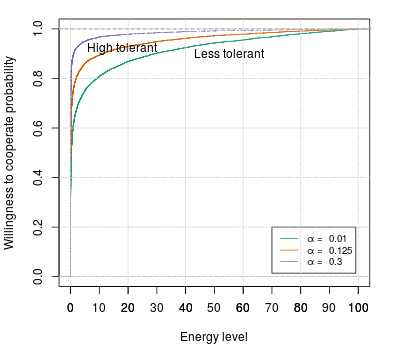 Willingness to cooperate probability
1.0
0.8
0.6
0.4
0.2
0.0
High tolerant
Less tolerant
α = 0.01
α = 0.125
α = 0.3
0 10 20 30 40 50 60 70 80 90 100
Energy level